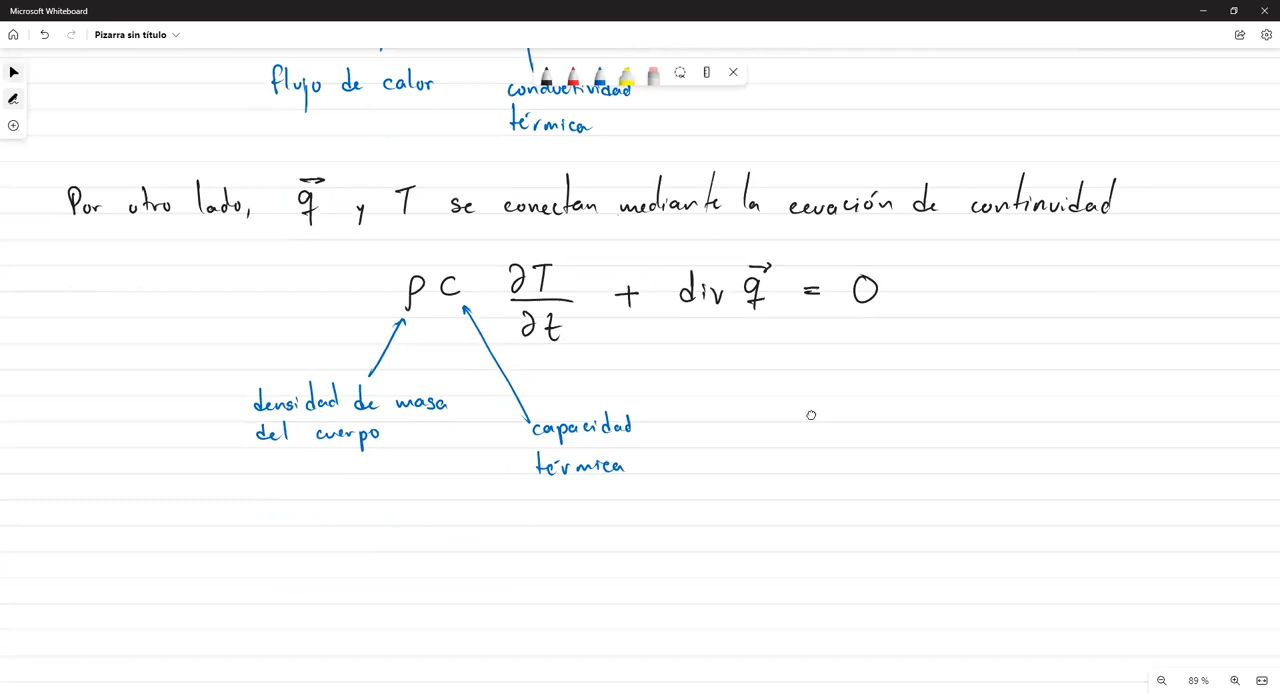 Microsoft Whiteboard
Pizarra sin título
flujo de calor
conductividad
térmica
Por otro lado, q⃗ y T se conectan mediante la ecuación de continuidad
ρ C ∂T/∂t + div q⃗ = 0
densidad de masa
del cuerpo
capacidad
térmica
89 %